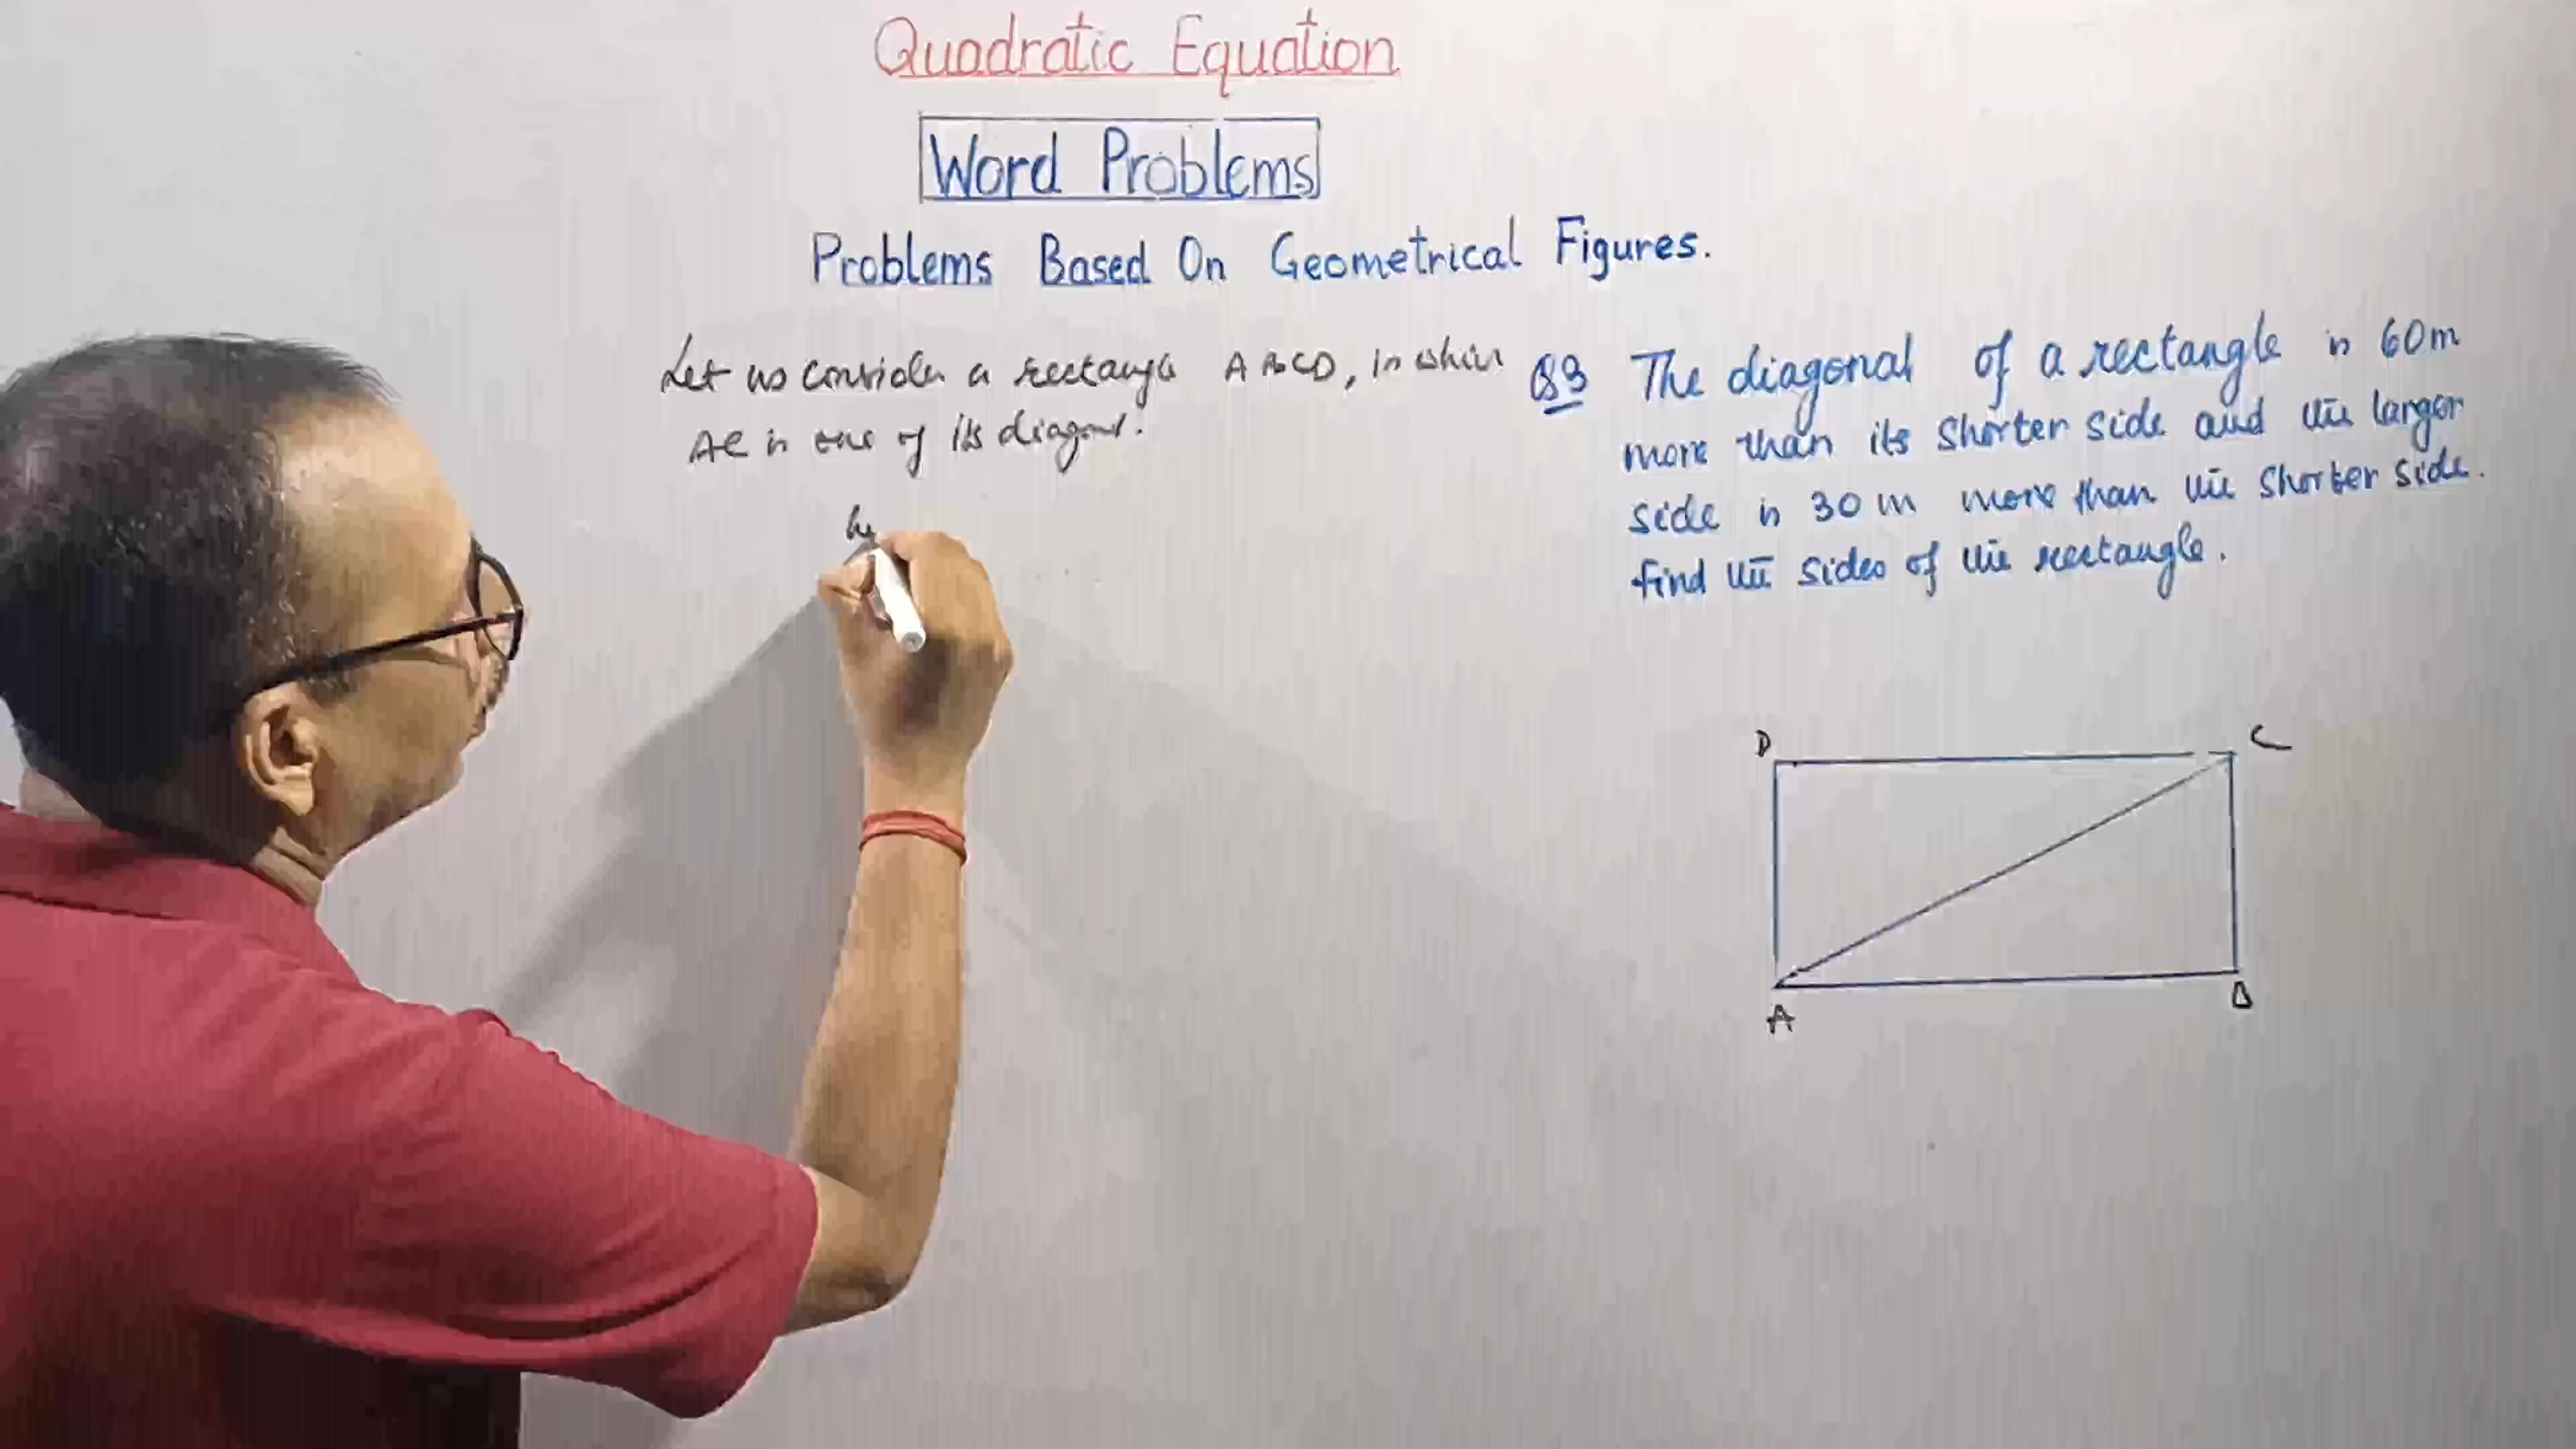 Quadratic Equation
Word Problems
Problems Based On Geometrical Figures.
Let us consider a rectangle ABCD, in which
AC is one of its diagonal.
Q3 The diagonal of a rectangle is 60m
more than its shorter side and the larger
side is 30 m more than the shorter side.
find the sides of the rectangle.
D C
A B